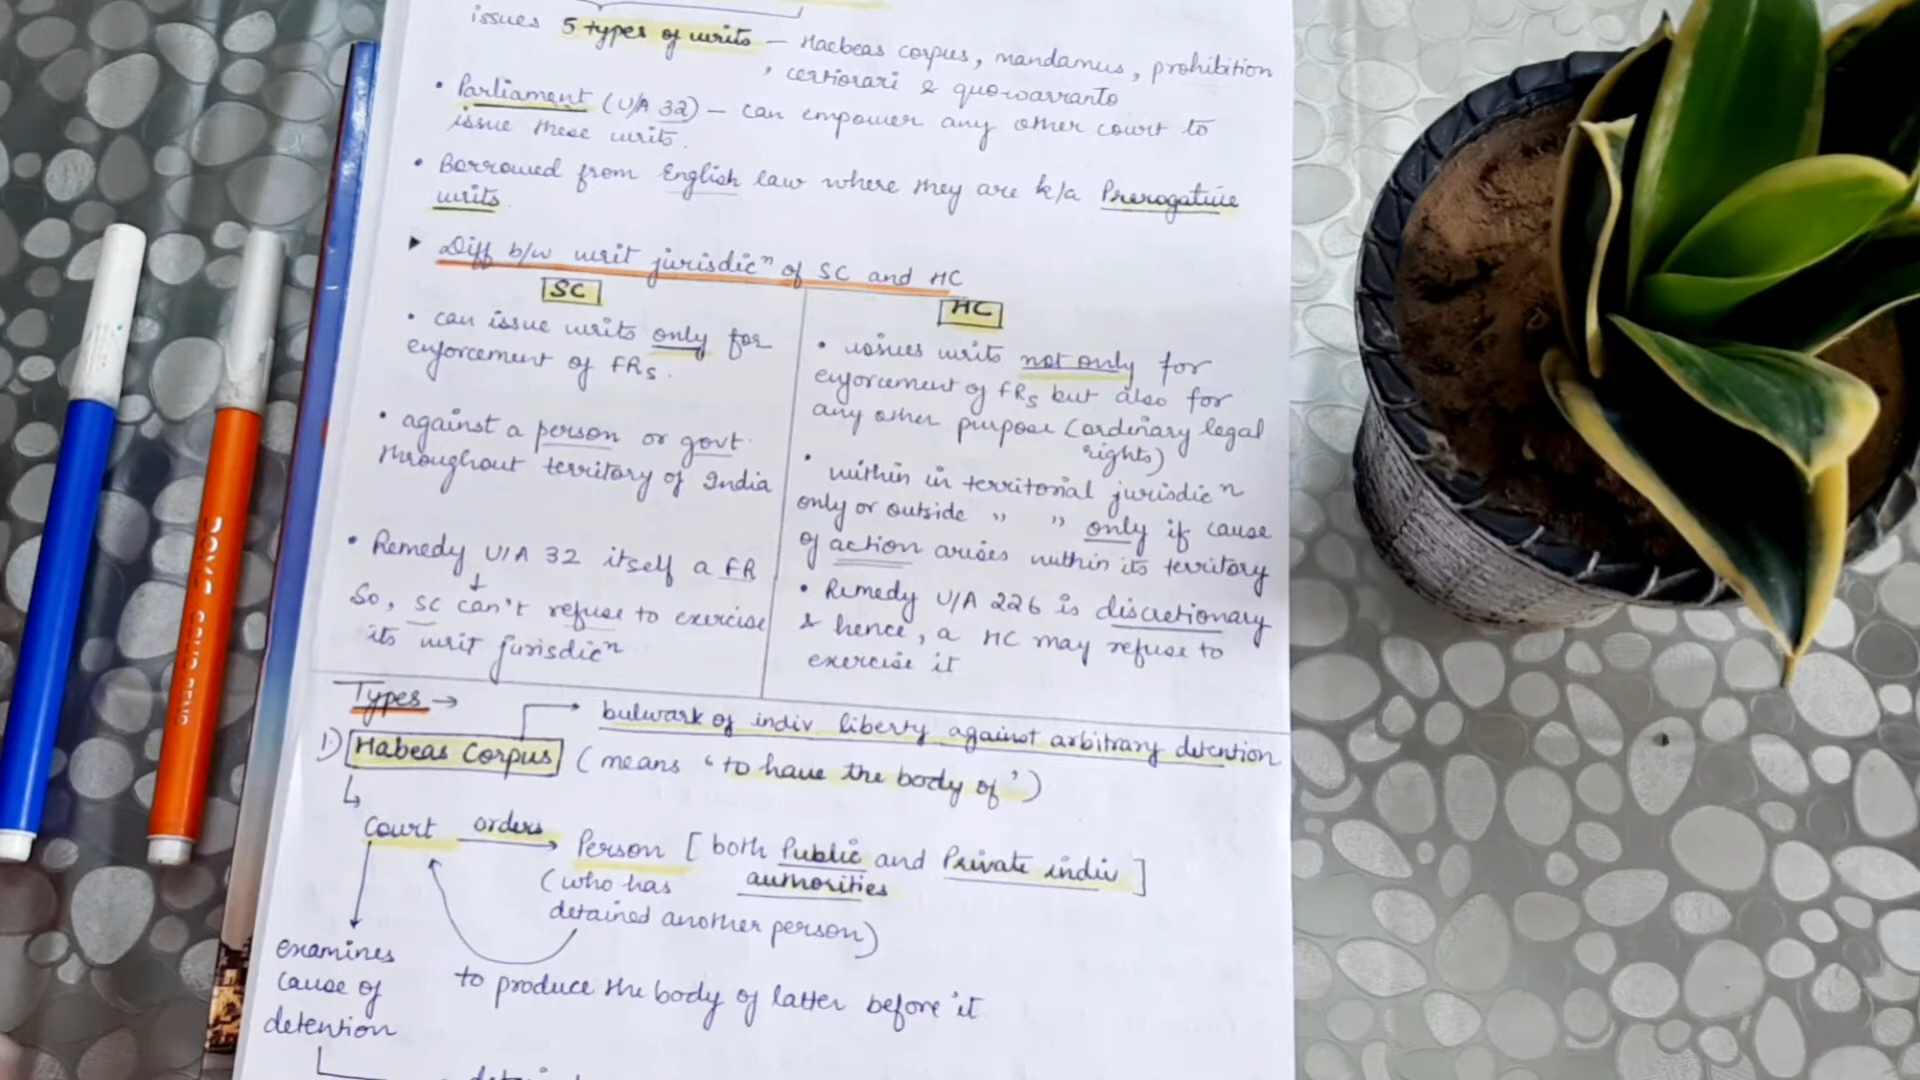 issues 5 types of writs — Haebeas corpus, mandamus, prohibition
, certiorari & quo-warranto
• Parliament (U/A 32) — can empower any other court to
issue these writs.
• Borrowed from English law where they are k/a Prerogative
writs
▸ Diff b/w writ jurisdicⁿ of SC and HC
SC
• can issue writs only for
enforcement of FRs.
• against a person or govt.
throughout territory of India
• Remedy U/A 32 itself a FR
↓
So, SC can't refuse to exercise
its writ jurisdicⁿ
HC
• issues writs not only for
enforcement of FRs but also for
any other purpose (ordinary legal
rights)
• within in territorial jurisdicⁿ
only or outside " " only if cause
of action arises within its territory
• Remedy U/A 226 is discretionary
& hence, a HC may refuse to
exercise it
Types →
bulwark of indiv liberty against arbitrary detention
1.) Habeas Corpus (means 'to have the body of')
Court orders Person [both Public and Private indiv]
authorities
(who has
detained another person)
to produce the body of latter before it
examines
cause of
detention